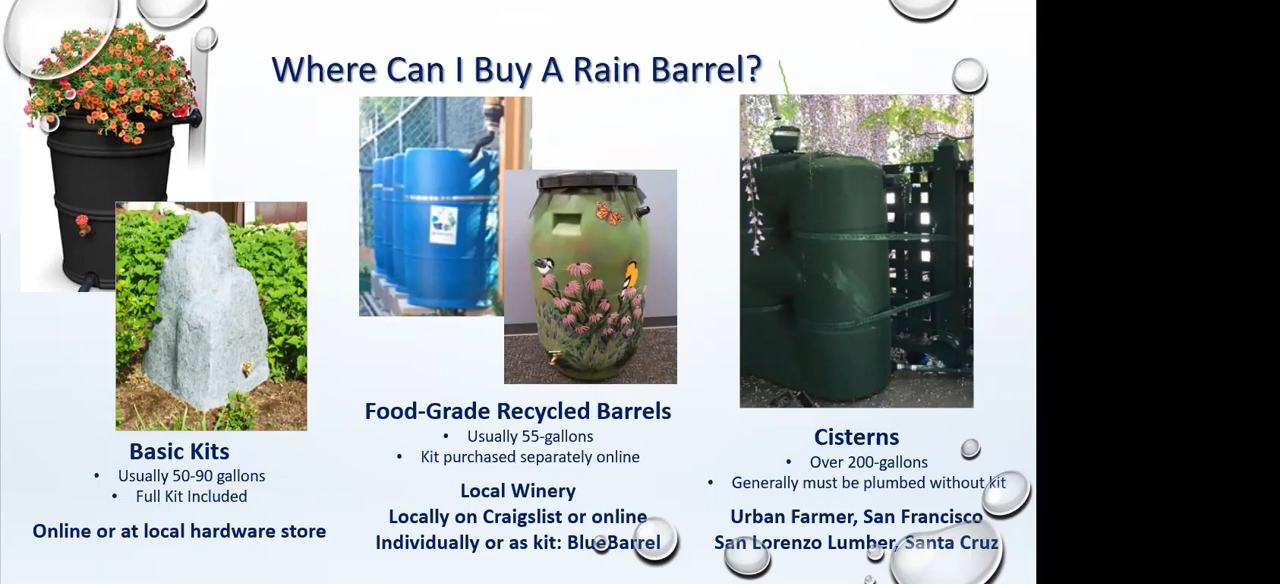 Where Can I Buy A Rain Barrel?
Basic Kits
• Usually 50-90 gallons
• Full Kit Included
Online or at local hardware store
Food-Grade Recycled Barrels
• Usually 55-gallons
• Kit purchased separately online
Local Winery
Locally on Craigslist or online
Individually or as kit: BlueBarrel
Cisterns
• Over 200-gallons
• Generally must be plumbed without kit
Urban Farmer, San Francisco
San Lorenzo Lumber, Santa Cruz